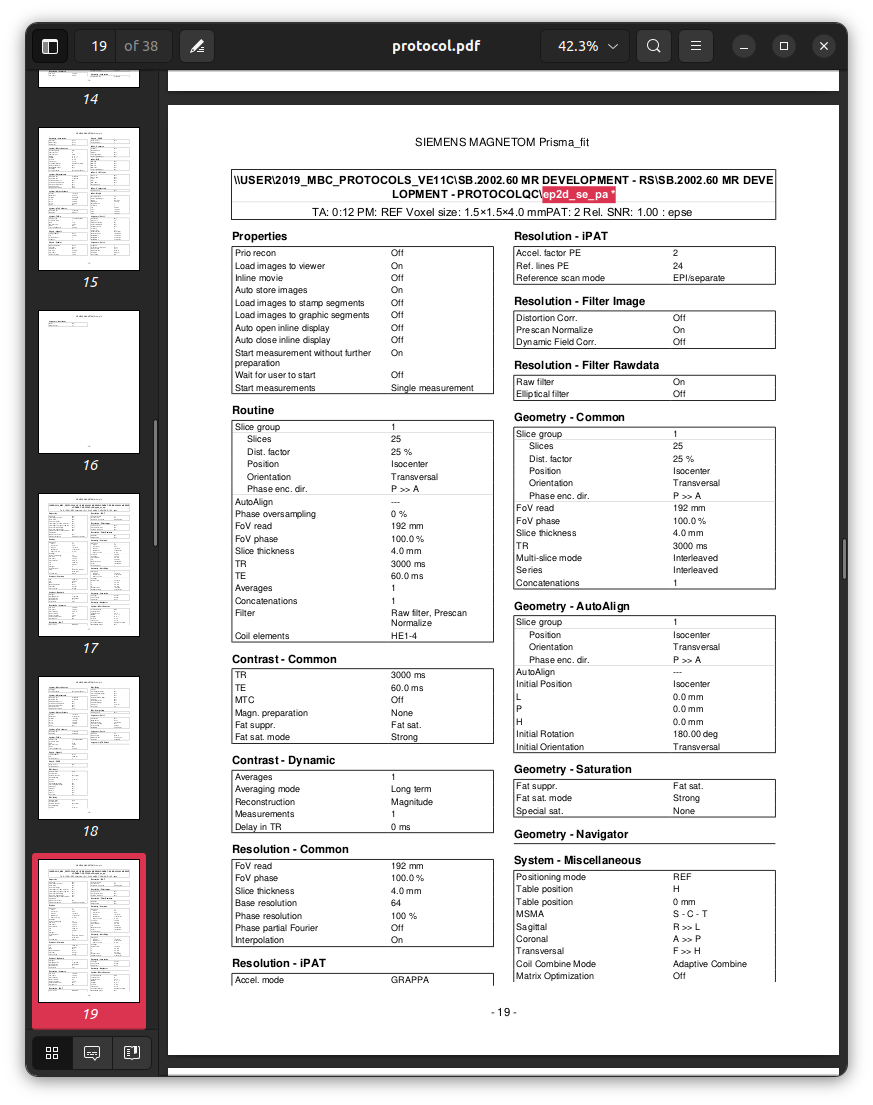 19 of 38
protocol.pdf
42.3%
14
15
16
17
18
19
SIEMENS MAGNETOM Prisma_fit
\\USER\2019_MBC_PROTOCOLS_VE11C\SB.2002.60 MR DEVELOPMENT - RS\SB.2002.60 MR DEVE
LOPMENT - PROTOCOLQC\ep2d_se_pa *
TA: 0:12 PM: REF Voxel size: 1.5×1.5×4.0 mmPAT: 2 Rel. SNR: 1.00 : epse
Properties
Prio recon Off
Load images to viewer On
Inline movie Off
Auto store images On
Load images to stamp segments Off
Load images to graphic segments Off
Auto open inline display Off
Auto close inline display Off
Start measurement without further On
preparation
Wait for user to start Off
Start measurements Single measurement
Routine
Slice group 1
Slices 25
Dist. factor 25 %
Position Isocenter
Orientation Transversal
Phase enc. dir. P >> A
AutoAlign ---
Phase oversampling 0 %
FoV read 192 mm
FoV phase 100.0 %
Slice thickness 4.0 mm
TR 3000 ms
TE 60.0 ms
Averages 1
Concatenations 1
Filter Raw filter, Prescan
Normalize
Coil elements HE1-4
Contrast - Common
TR 3000 ms
TE 60.0 ms
MTC Off
Magn. preparation None
Fat suppr. Fat sat.
Fat sat. mode Strong
Contrast - Dynamic
Averages 1
Averaging mode Long term
Reconstruction Magnitude
Measurements 1
Delay in TR 0 ms
Resolution - Common
FoV read 192 mm
FoV phase 100.0 %
Slice thickness 4.0 mm
Base resolution 64
Phase resolution 100 %
Phase partial Fourier Off
Interpolation On
Resolution - iPAT
Accel. mode GRAPPA
Resolution - iPAT
Accel. factor PE 2
Ref. lines PE 24
Reference scan mode EPI/separate
Resolution - Filter Image
Distortion Corr. Off
Prescan Normalize On
Dynamic Field Corr. Off
Resolution - Filter Rawdata
Raw filter On
Elliptical filter Off
Geometry - Common
Slice group 1
Slices 25
Dist. factor 25 %
Position Isocenter
Orientation Transversal
Phase enc. dir. P >> A
FoV read 192 mm
FoV phase 100.0 %
Slice thickness 4.0 mm
TR 3000 ms
Multi-slice mode Interleaved
Series Interleaved
Concatenations 1
Geometry - AutoAlign
Slice group 1
Position Isocenter
Orientation Transversal
Phase enc. dir. P >> A
AutoAlign ---
Initial Position Isocenter
L 0.0 mm
P 0.0 mm
H 0.0 mm
Initial Rotation 180.00 deg
Initial Orientation Transversal
Geometry - Saturation
Fat suppr. Fat sat.
Fat sat. mode Strong
Special sat. None
Geometry - Navigator
System - Miscellaneous
Positioning mode REF
Table position H
Table position 0 mm
MSMA S - C - T
Sagittal R >> L
Coronal A >> P
Transversal F >> H
Coil Combine Mode Adaptive Combine
Matrix Optimization Off
- 19 -